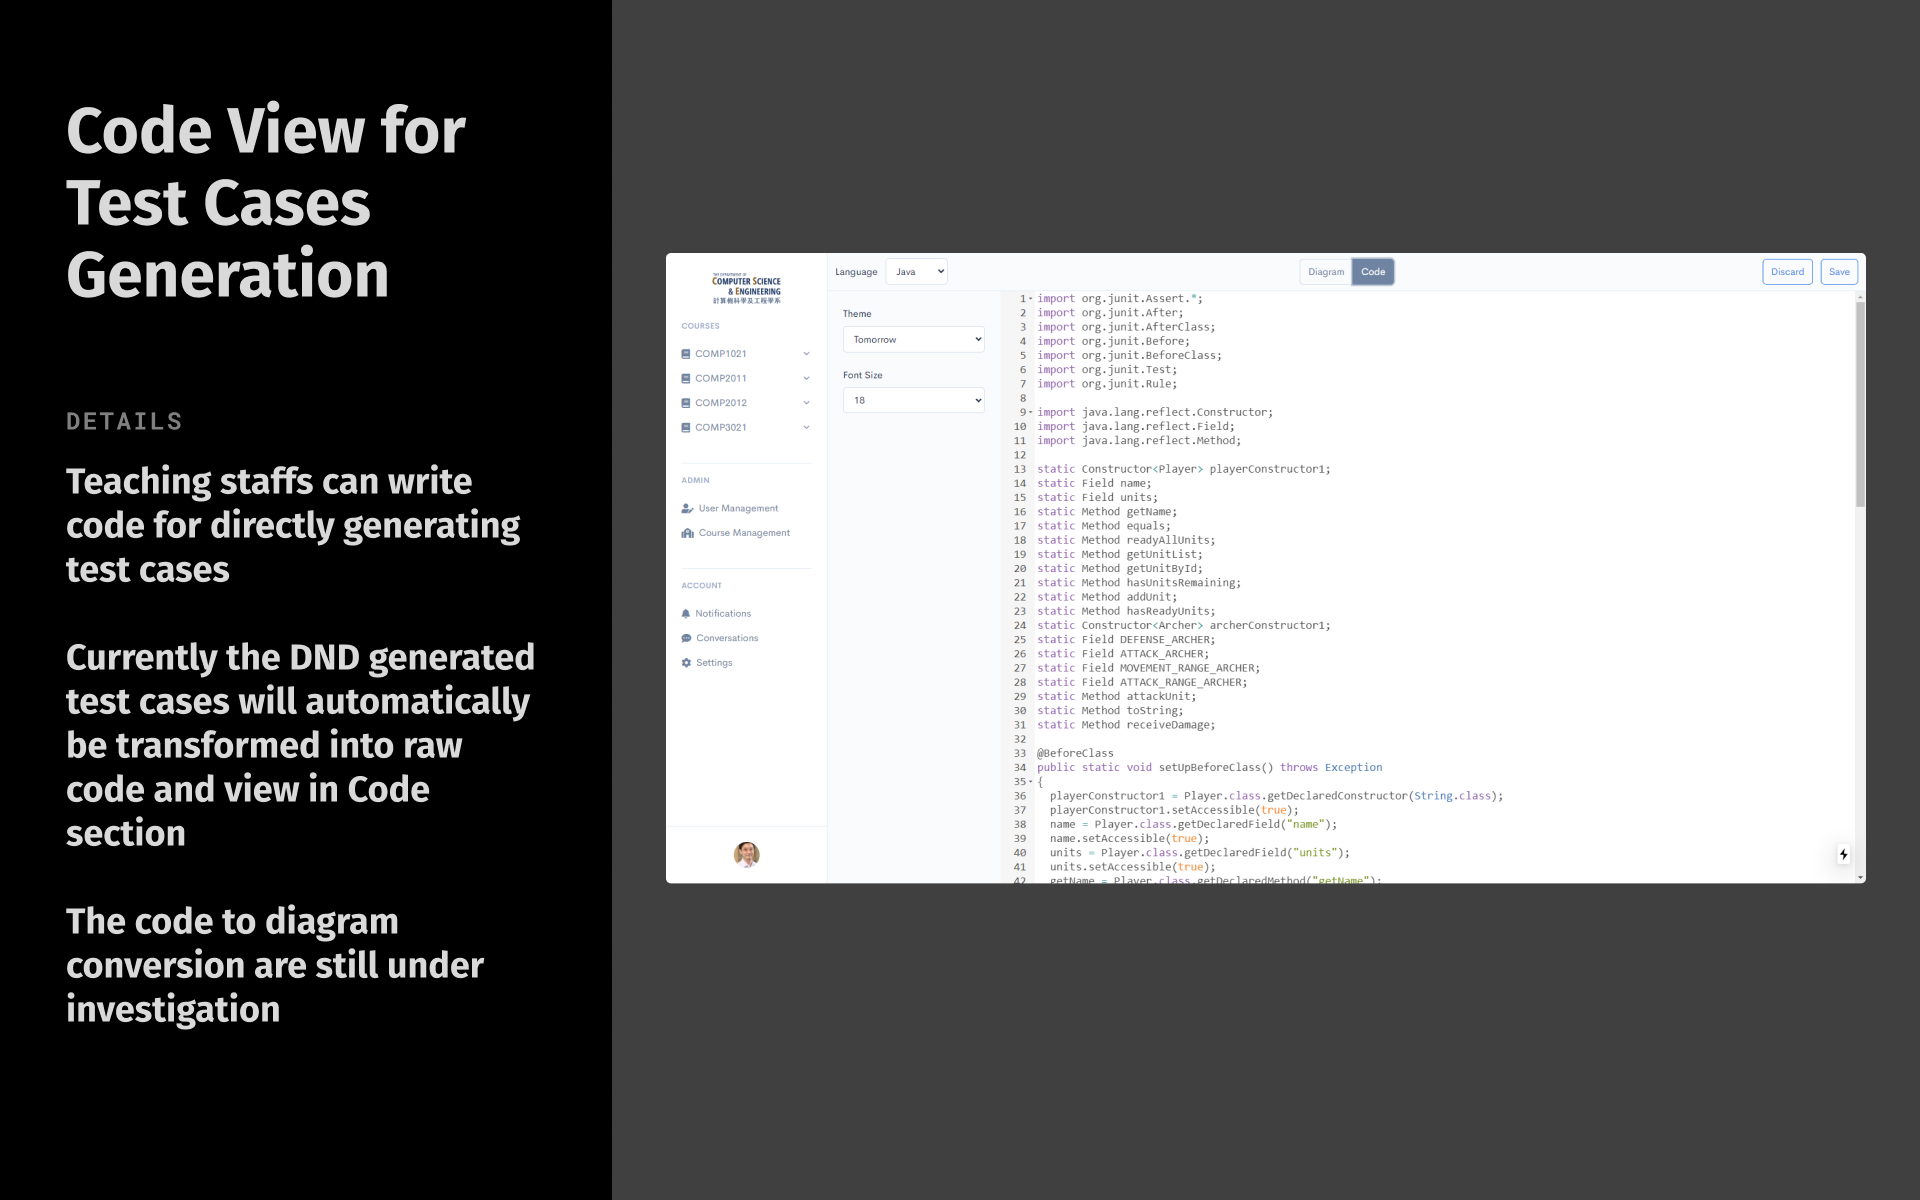 Code View for
Test Cases
Generation
DETAILS
Teaching staffs can write
code for directly generating
test cases
Currently the DND generated
test cases will automatically
be transformed into raw
code and view in Code
section
The code to diagram
conversion are still under
investigation
THE DEPARTMENT OF
COMPUTER SCIENCE
& ENGINEERING
計算機科學及工程學系
COURSES
COMP1021
COMP2011
COMP2012
COMP3021
ADMIN
User Management
Course Management
ACCOUNT
Notifications
Conversations
Settings
Language Java
Diagram Code
Discard Save
Theme
Tomorrow
Font Size
18
1 import org.junit.Assert.*;
2 import org.junit.After;
3 import org.junit.AfterClass;
4 import org.junit.Before;
5 import org.junit.BeforeClass;
6 import org.junit.Test;
7 import org.junit.Rule;
8
9 import java.lang.reflect.Constructor;
10 import java.lang.reflect.Field;
11 import java.lang.reflect.Method;
12
13 static Constructor<Player> playerConstructor1;
14 static Field name;
15 static Field units;
16 static Method getName;
17 static Method equals;
18 static Method readyAllUnits;
19 static Method getUnitList;
20 static Method getUnitById;
21 static Method hasUnitsRemaining;
22 static Method addUnit;
23 static Method hasReadyUnits;
24 static Constructor<Archer> archerConstructor1;
25 static Field DEFENSE_ARCHER;
26 static Field ATTACK_ARCHER;
27 static Field MOVEMENT_RANGE_ARCHER;
28 static Field ATTACK_RANGE_ARCHER;
29 static Method attackUnit;
30 static Method toString;
31 static Method receiveDamage;
32
33 @BeforeClass
34 public static void setUpBeforeClass() throws Exception
35 {
36 playerConstructor1 = Player.class.getDeclaredConstructor(String.class);
37 playerConstructor1.setAccessible(true);
38 name = Player.class.getDeclaredField("name");
39 name.setAccessible(true);
40 units = Player.class.getDeclaredField("units");
41 units.setAccessible(true);
42 getName = Player.class.getDeclaredMethod("getName");